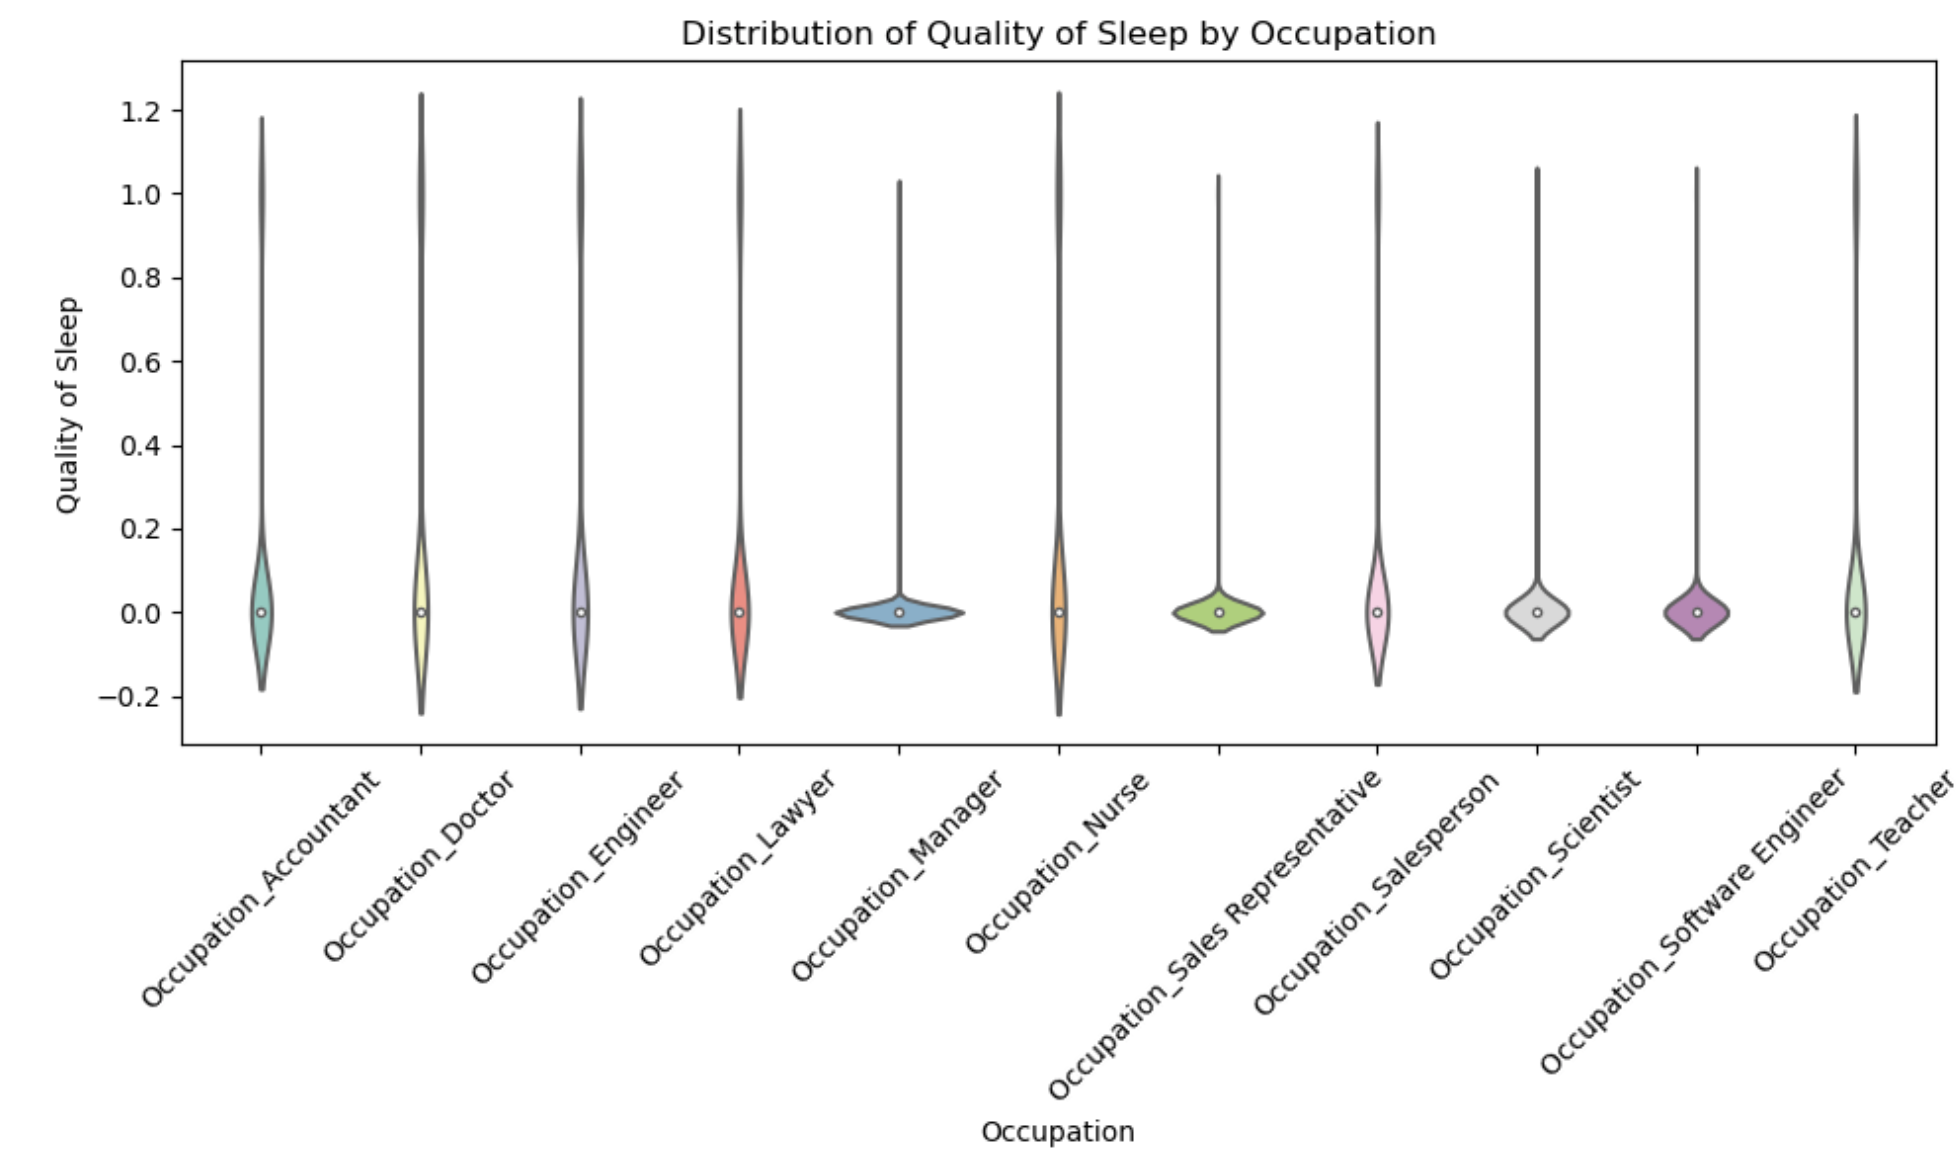 Distribution of Quality of Sleep by Occupation
Quality of Sleep
1.2
1.0
0.8
0.6
0.4
0.2
0.0
−0.2
Occupation_Accountant
Occupation_Doctor
Occupation_Engineer
Occupation_Lawyer
Occupation_Manager
Occupation_Nurse
Occupation_Sales Representative
Occupation_Salesperson
Occupation_Scientist
Occupation_Software Engineer
Occupation_Teacher
Occupation